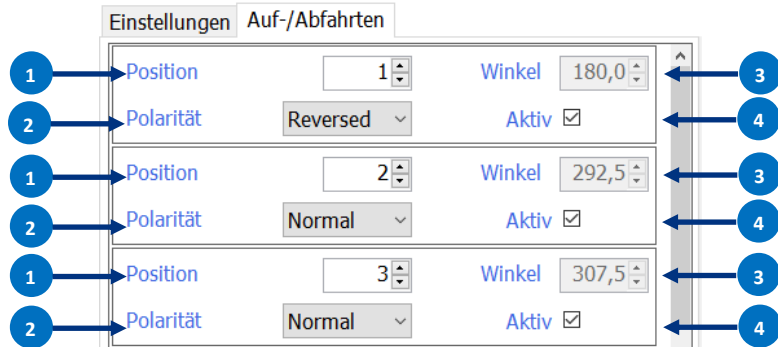 Einstellungen Auf-/Abfahrten
1 Position 1 Winkel 180,0 3
2 Polarität Reversed Aktiv 4
1 Position 2 Winkel 292,5 3
2 Polarität Normal Aktiv 4
1 Position 3 Winkel 307,5 3
2 Polarität Normal Aktiv 4